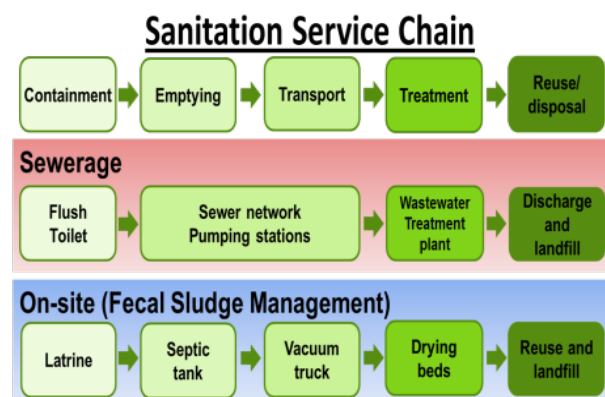 Sanitation Service Chain
Containment
Emptying
Transport
Treatment
Reuse/
disposal
Sewerage
Flush
Toilet
Sewer network
Pumping stations
Wastewater
Treatment
plant
Discharge
and
landfill
On-site (Fecal Sludge Management)
Latrine
Septic
tank
Vacuum
truck
Drying
beds
Reuse and
landfill